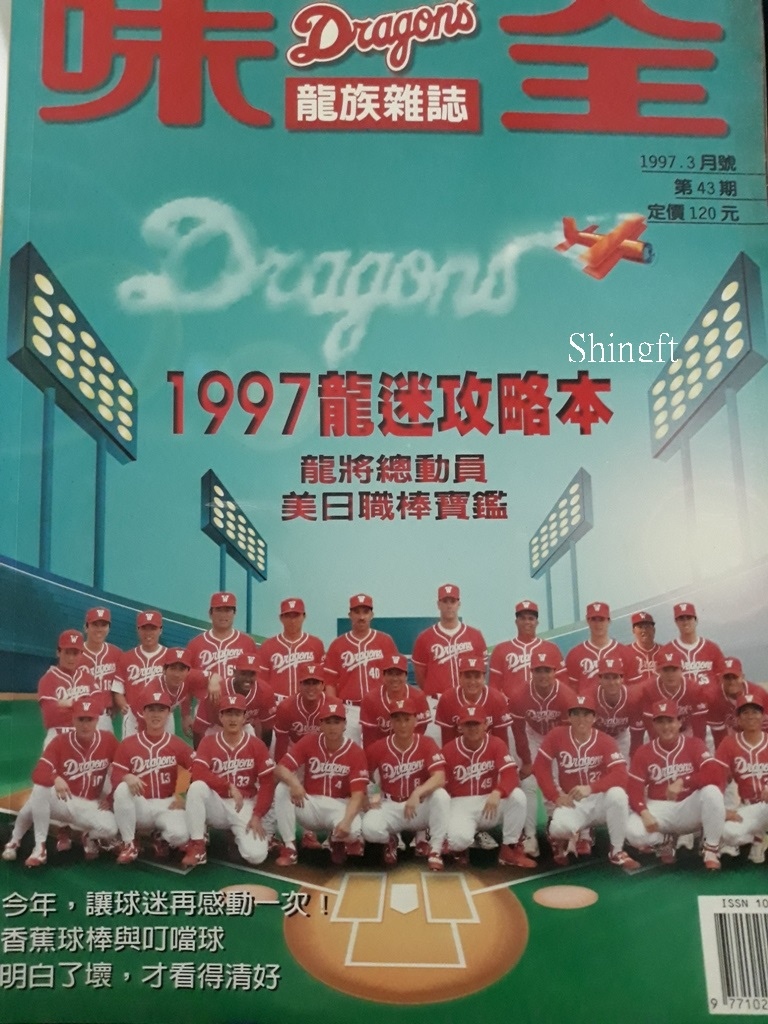 味全
Dragons
龍族雜誌
1997.3月號
第43期
定價120元
Dragons
Shingft
1997龍迷攻略本
龍將總動員
美日職棒寶鑑
今年，讓球迷再感動一次！
香蕉球棒與叮噹球
明白了壞，才看得清好
ISSN 10
9 77102